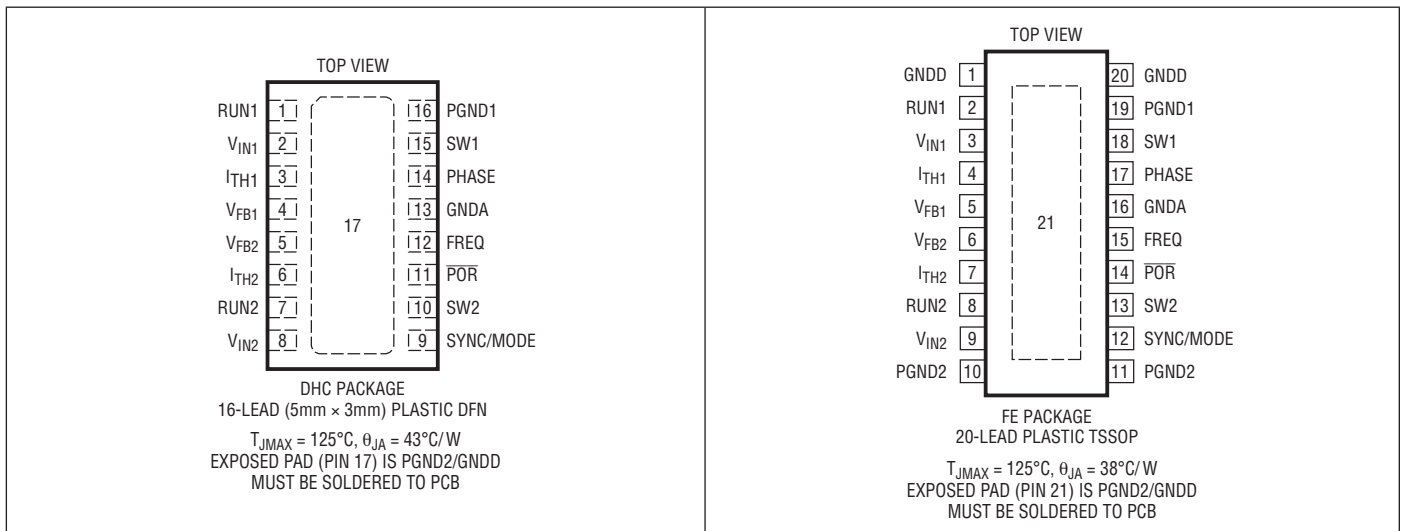 TOP VIEW
RUN1 1 16 PGND1
VIN1 2 15 SW1
ITH1 3 14 PHASE
VFB1 4 13 GNDA
17
VFB2 5 12 FREQ
ITH2 6 11 POR
RUN2 7 10 SW2
VIN2 8 9 SYNC/MODE
DHC PACKAGE
16-LEAD (5mm × 3mm) PLASTIC DFN
TJMAX = 125°C, θJA = 43°C/W
EXPOSED PAD (PIN 17) IS PGND2/GNDD
MUST BE SOLDERED TO PCB
TOP VIEW
GNDD 1 20 GNDD
RUN1 2 19 PGND1
VIN1 3 18 SW1
ITH1 4 17 PHASE
VFB1 5 16 GNDA
21
VFB2 6 15 FREQ
ITH2 7 14 POR
RUN2 8 13 SW2
VIN2 9 12 SYNC/MODE
PGND2 10 11 PGND2
FE PACKAGE
20-LEAD PLASTIC TSSOP
TJMAX = 125°C, θJA = 38°C/W
EXPOSED PAD (PIN 21) IS PGND2/GNDD
MUST BE SOLDERED TO PCB